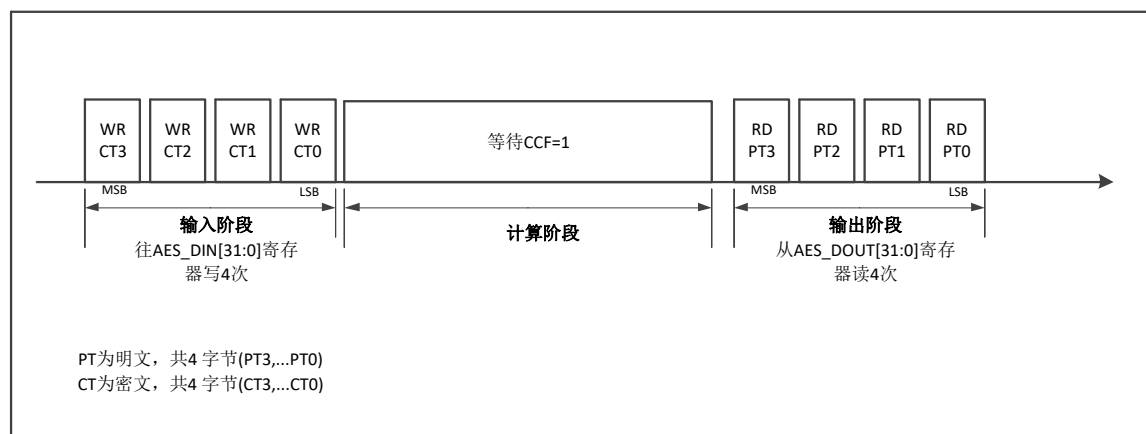 WR WR WR WR
CT3 CT2 CT1 CT0
等待CCF=1
RD RD RD RD
PT3 PT2 PT1 PT0
MSB LSB MSB LSB
输入阶段
往AES_DIN[31:0]寄存
器写4次
计算阶段
输出阶段
从AES_DOUT[31:0]寄存
器读4次
PT为明文，共4 字节(PT3,...PT0)
CT为密文，共4 字节(CT3,...CT0)